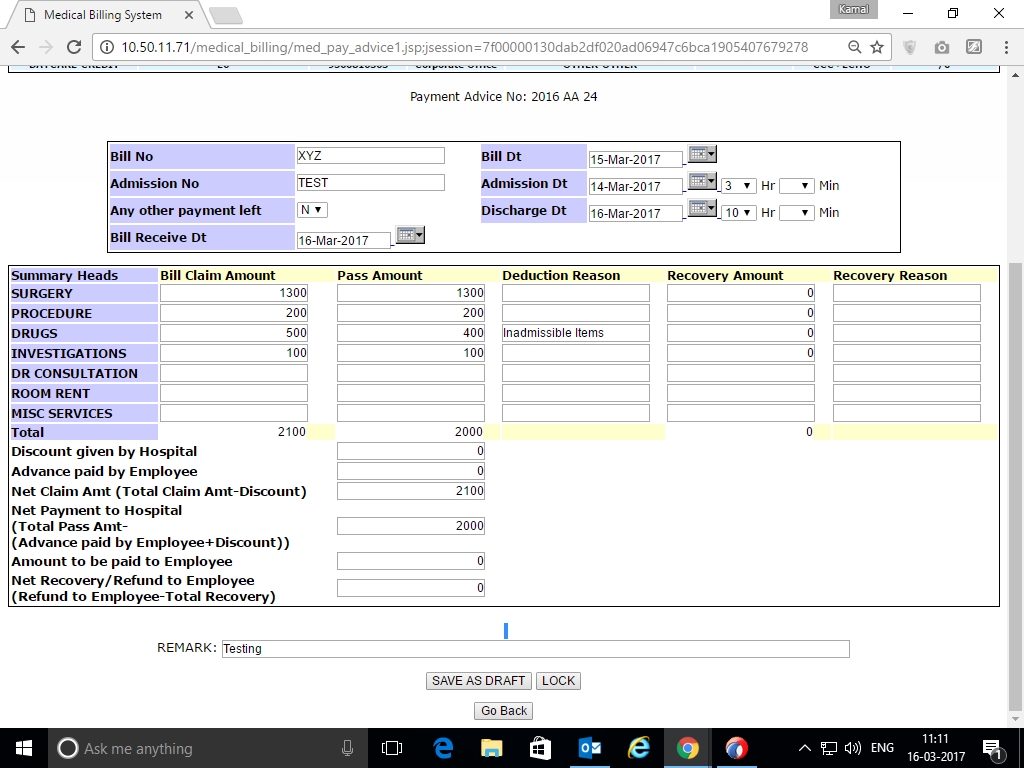 Medical Billing System
Kamal
10.50.11.71/medical_billing/med_pay_advice1.jsp;jsession=7f00000130dab2df020ad06947c6bca1905407679278
Payment Advice No: 2016 AA 24
Bill No XYZ Bill Dt 15-Mar-2017
Admission No TEST Admission Dt 14-Mar-2017 3 Hr Min
Any other payment left N Discharge Dt 16-Mar-2017 10 Hr Min
Bill Receive Dt 16-Mar-2017
Summary Heads Bill Claim Amount Pass Amount Deduction Reason Recovery Amount Recovery Reason
SURGERY 1300 1300 0
PROCEDURE 200 200 0
DRUGS 500 400 Inadmissible Items 0
INVESTIGATIONS 100 100 0
DR CONSULTATION
ROOM RENT
MISC SERVICES
Total 2100 2000 0
Discount given by Hospital 0
Advance paid by Employee 0
Net Claim Amt (Total Claim Amt-Discount) 2100
Net Payment to Hospital
(Total Pass Amt- 2000
(Advance paid by Employee+Discount))
Amount to be paid to Employee 0
Net Recovery/Refund to Employee 0
(Refund to Employee-Total Recovery)
REMARK: Testing
SAVE AS DRAFT LOCK
Go Back
Ask me anything
ENG
11:11
16-03-2017
1